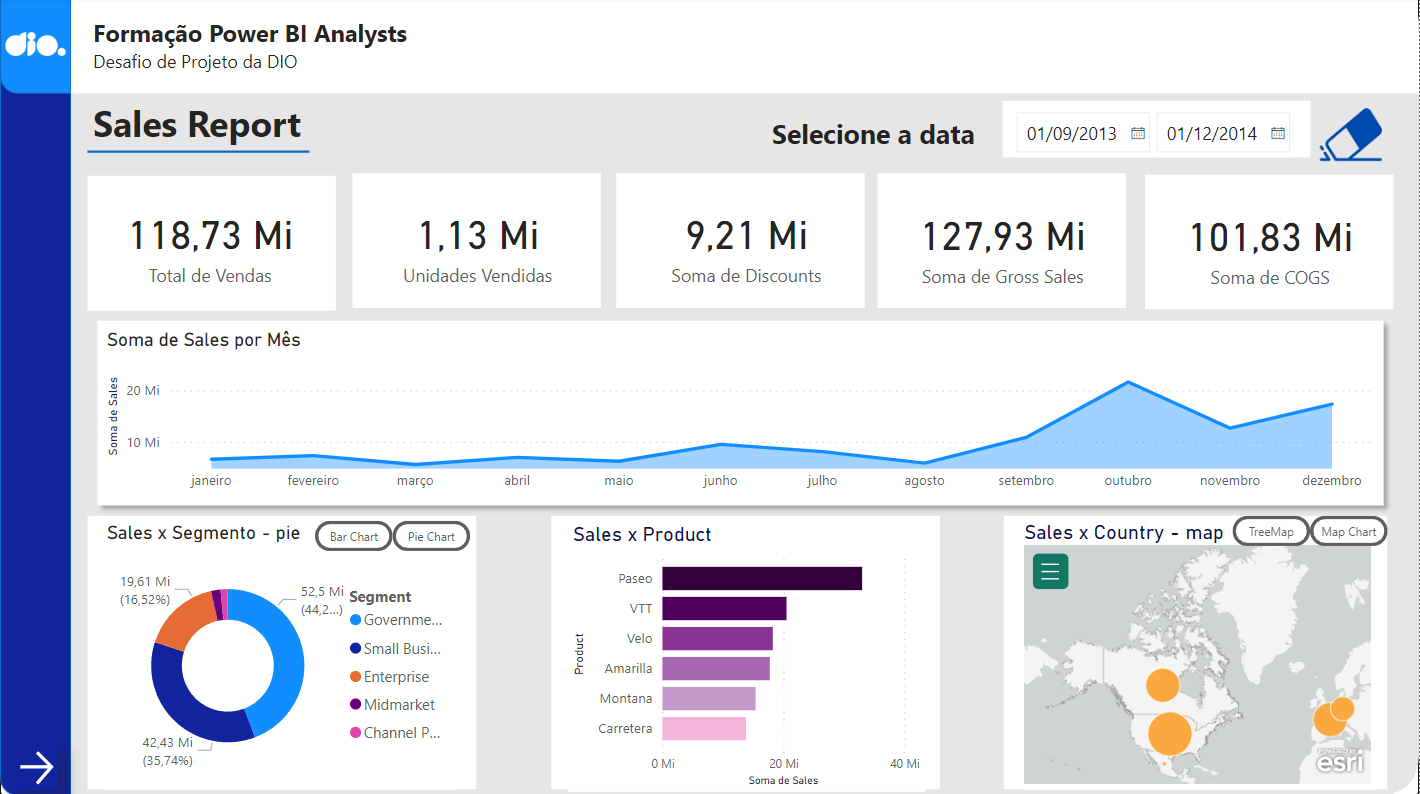 dio.
Formação Power BI Analysts
Desafio de Projeto da DIO
Sales Report
Selecione a data
01/09/2013
01/12/2014
118,73 Mi
Total de Vendas
1,13 Mi
Unidades Vendidas
9,21 Mi
Soma de Discounts
127,93 Mi
Soma de Gross Sales
101,83 Mi
Soma de COGS
Soma de Sales por Mês
Soma de Sales
20 Mi
10 Mi
janeiro
fevereiro
março
abril
maio
junho
julho
agosto
setembro
outubro
novembro
dezembro
Sales x Segmento - pie
Bar Chart
Pie Chart
19,61 Mi
(16,52%)
52,5 Mi
(44,2...)
42,43 Mi
(35,74%)
Segment
Governme...
Small Busi...
Enterprise
Midmarket
Channel P...
Sales x Product
Product
Paseo
VTT
Velo
Amarilla
Montana
Carretera
0 Mi
20 Mi
40 Mi
Soma de Sales
Sales x Country - map
TreeMap
Map Chart
POWERED BY
esri